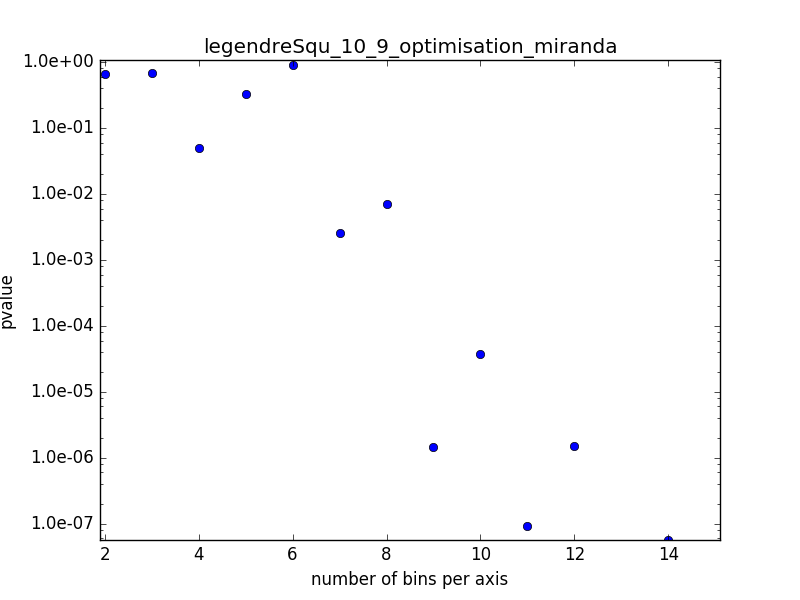 legendreSqu_10_9_optimisation_miranda
1.0e+00
1.0e-01
1.0e-02
1.0e-03
1.0e-04
1.0e-05
1.0e-06
1.0e-07
pvalue
2 4 6 8 10 12 14
number of bins per axis